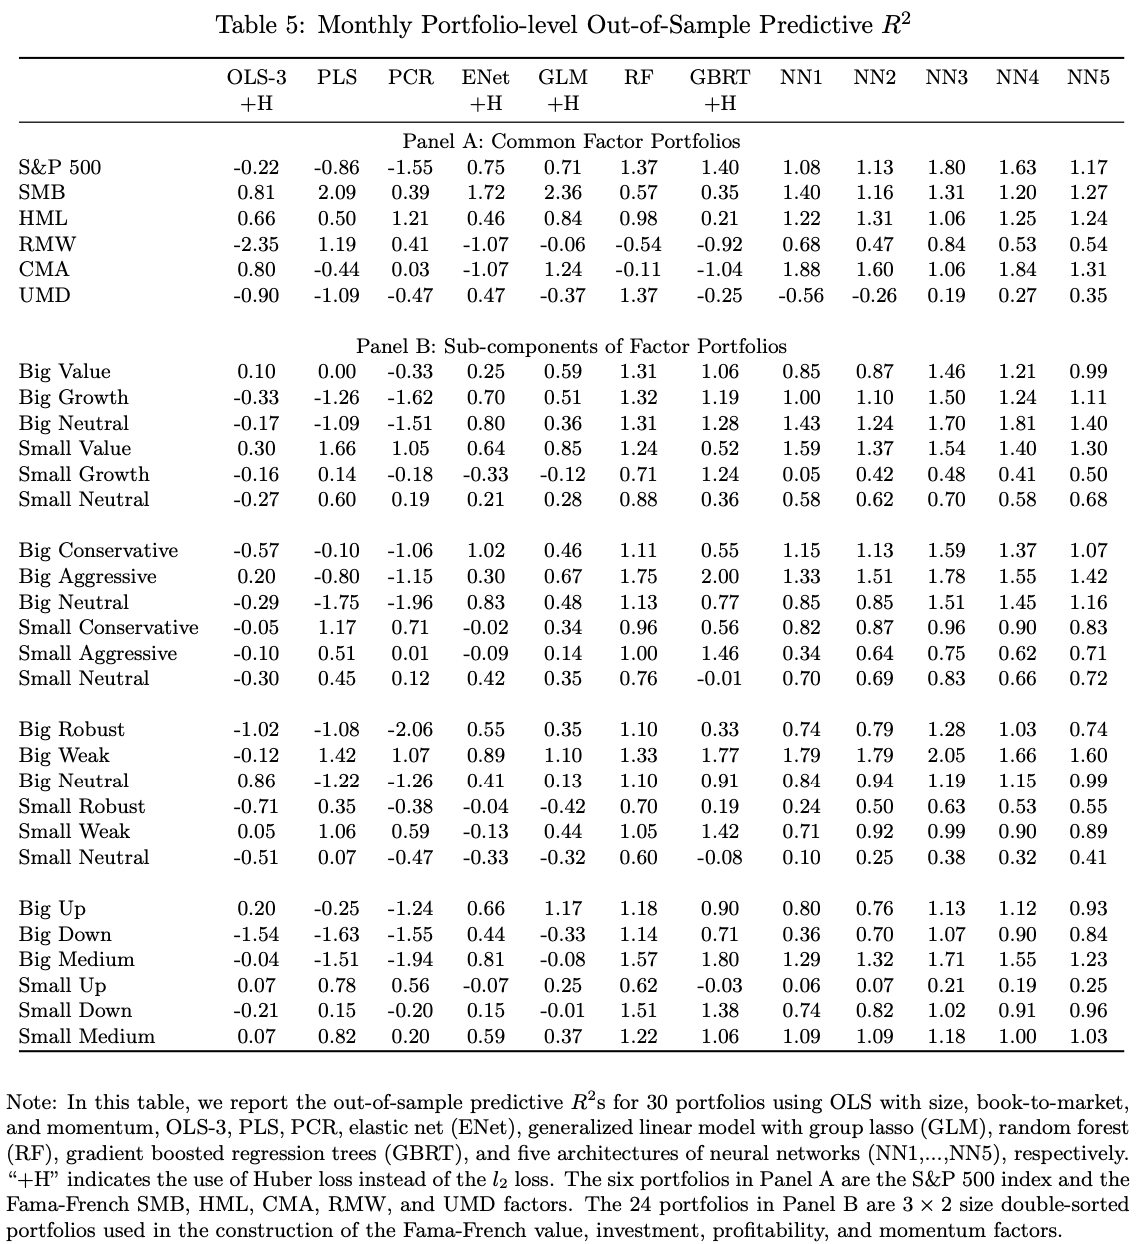 Table 5: Monthly Portfolio-level Out-of-Sample Predictive R²
OLS-3 PLS PCR ENet GLM RF GBRT NN1 NN2 NN3 NN4 NN5
+H +H +H +H
Panel A: Common Factor Portfolios
S&P 500 -0.22 -0.86 -1.55 0.75 0.71 1.37 1.40 1.08 1.13 1.80 1.63 1.17
SMB 0.81 2.09 0.39 1.72 2.36 0.57 0.35 1.40 1.16 1.31 1.20 1.27
HML 0.66 0.50 1.21 0.46 0.84 0.98 0.21 1.22 1.31 1.06 1.25 1.24
RMW -2.35 1.19 0.41 -1.07 -0.06 -0.54 -0.92 0.68 0.47 0.84 0.53 0.54
CMA 0.80 -0.44 0.03 -1.07 1.24 -0.11 -1.04 1.88 1.60 1.06 1.84 1.31
UMD -0.90 -1.09 -0.47 0.47 -0.37 1.37 -0.25 -0.56 -0.26 0.19 0.27 0.35
Panel B: Sub-components of Factor Portfolios
Big Value 0.10 0.00 -0.33 0.25 0.59 1.31 1.06 0.85 0.87 1.46 1.21 0.99
Big Growth -0.33 -1.26 -1.62 0.70 0.51 1.32 1.19 1.00 1.10 1.50 1.24 1.11
Big Neutral -0.17 -1.09 -1.51 0.80 0.36 1.31 1.28 1.43 1.24 1.70 1.81 1.40
Small Value 0.30 1.66 1.05 0.64 0.85 1.24 0.52 1.59 1.37 1.54 1.40 1.30
Small Growth -0.16 0.14 -0.18 -0.33 -0.12 0.71 1.24 0.05 0.42 0.48 0.41 0.50
Small Neutral -0.27 0.60 0.19 0.21 0.28 0.88 0.36 0.58 0.62 0.70 0.58 0.68
Big Conservative -0.57 -0.10 -1.06 1.02 0.46 1.11 0.55 1.15 1.13 1.59 1.37 1.07
Big Aggressive 0.20 -0.80 -1.15 0.30 0.67 1.75 2.00 1.33 1.51 1.78 1.55 1.42
Big Neutral -0.29 -1.75 -1.96 0.83 0.48 1.13 0.77 0.85 0.85 1.51 1.45 1.16
Small Conservative -0.05 1.17 0.71 -0.02 0.34 0.96 0.56 0.82 0.87 0.96 0.90 0.83
Small Aggressive -0.10 0.51 0.01 -0.09 0.14 1.00 1.46 0.34 0.64 0.75 0.62 0.71
Small Neutral -0.30 0.45 0.12 0.42 0.35 0.76 -0.01 0.70 0.69 0.83 0.66 0.72
Big Robust -1.02 -1.08 -2.06 0.55 0.35 1.10 0.33 0.74 0.79 1.28 1.03 0.74
Big Weak -0.12 1.42 1.07 0.89 1.10 1.33 1.77 1.79 1.79 2.05 1.66 1.60
Big Neutral 0.86 -1.22 -1.26 0.41 0.13 1.10 0.91 0.84 0.94 1.19 1.15 0.99
Small Robust -0.71 0.35 -0.38 -0.04 -0.42 0.70 0.19 0.24 0.50 0.63 0.53 0.55
Small Weak 0.05 1.06 0.59 -0.13 0.44 1.05 1.42 0.71 0.92 0.99 0.90 0.89
Small Neutral -0.51 0.07 -0.47 -0.33 -0.32 0.60 -0.08 0.10 0.25 0.38 0.32 0.41
Big Up 0.20 -0.25 -1.24 0.66 1.17 1.18 0.90 0.80 0.76 1.13 1.12 0.93
Big Down -1.54 -1.63 -1.55 0.44 -0.33 1.14 0.71 0.36 0.70 1.07 0.90 0.84
Big Medium -0.04 -1.51 -1.94 0.81 -0.08 1.57 1.80 1.29 1.32 1.71 1.55 1.23
Small Up 0.07 0.78 0.56 -0.07 0.25 0.62 -0.03 0.06 0.07 0.21 0.19 0.25
Small Down -0.21 0.15 -0.20 0.15 -0.01 1.51 1.38 0.74 0.82 1.02 0.91 0.96
Small Medium 0.07 0.82 0.20 0.59 0.37 1.22 1.06 1.09 1.09 1.18 1.00 1.03
Note: In this table, we report the out-of-sample predictive R²s for 30 portfolios using OLS with size, book-to-market,
and momentum, OLS-3, PLS, PCR, elastic net (ENet), generalized linear model with group lasso (GLM), random forest
(RF), gradient boosted regression trees (GBRT), and five architectures of neural networks (NN1,...,NN5), respectively.
“+H” indicates the use of Huber loss instead of the l₂ loss. The six portfolios in Panel A are the S&P 500 index and the
Fama-French SMB, HML, CMA, RMW, and UMD factors. The 24 portfolios in Panel B are 3 × 2 size double-sorted
portfolios used in the construction of the Fama-French value, investment, profitability, and momentum factors.